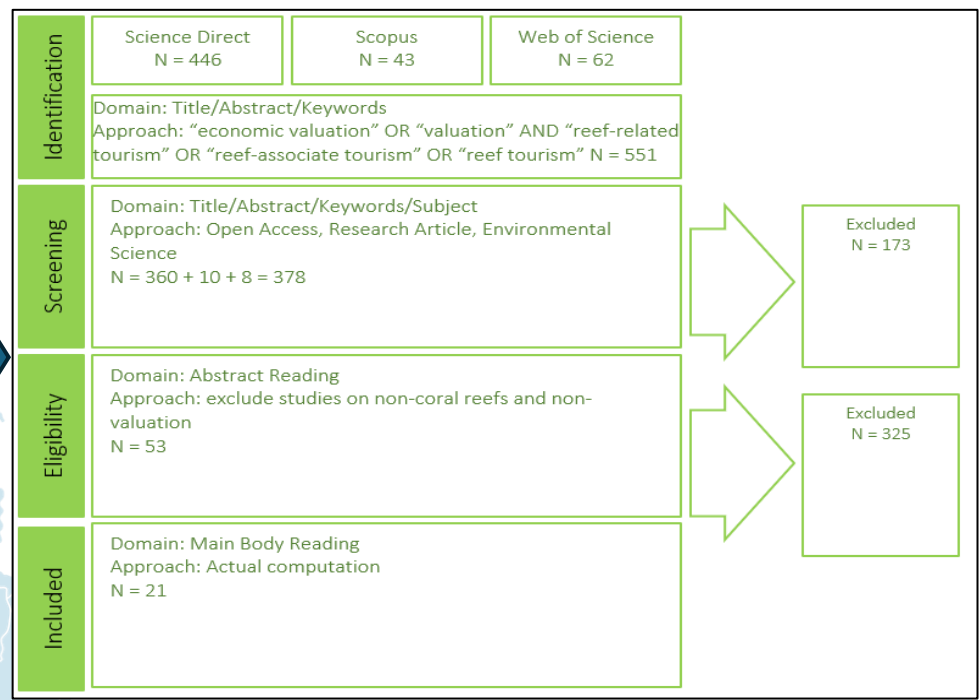 Identification
Science Direct
N = 446
Scopus
N = 43
Web of Science
N = 62
Domain: Title/Abstract/Keywords
Approach: “economic valuation” OR “valuation” AND “reef-related
tourism” OR “reef-associate tourism” OR “reef tourism” N = 551
Screening
Domain: Title/Abstract/Keywords/Subject
Approach: Open Access, Research Article, Environmental
Science
N = 360 + 10 + 8 = 378
Excluded
N = 173
Eligibility
Domain: Abstract Reading
Approach: exclude studies on non-coral reefs and non-
valuation
N = 53
Excluded
N = 325
Included
Domain: Main Body Reading
Approach: Actual computation
N = 21